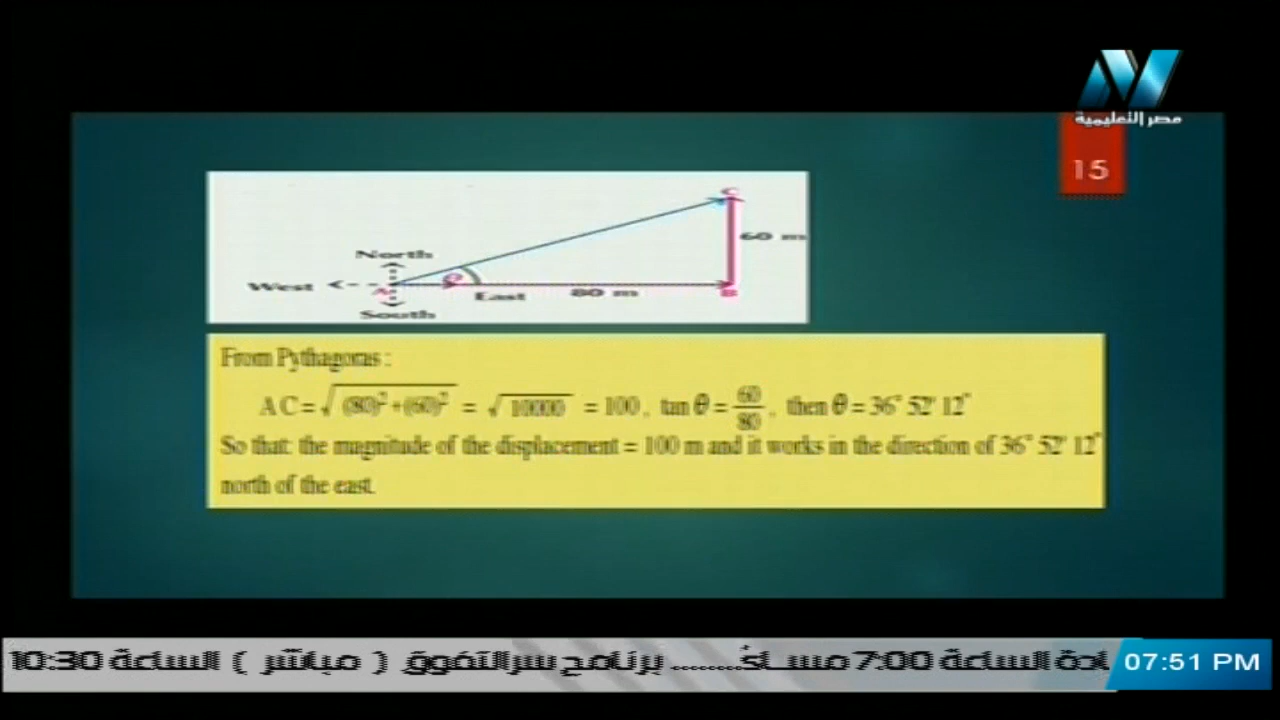 مصر التعليمية
15
C
60 m
North
West
A
θ
East
80 m
B
South
From Pythagoras :
AC = √(80)² + (60)² = √10000 = 100 , tan θ = 60/80 , then θ = 36° 52′ 12″
So that: the magnitude of the displacement = 100 m and it works in the direction of 36° 52′ 12″
north of the east.
الساعة 7:00 مساءً........ برنامج سر التفوق ( مباشر ) الساعة 10:30
07:51 PM